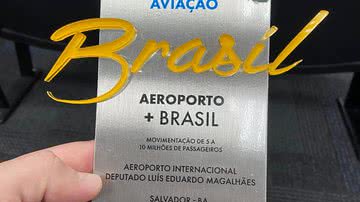 AVIAÇÃO
Brasil
AEROPORTO
+ BRASIL
MOVIMENTAÇÃO DE 5 A
10 MILHÕES DE PASSAGEIROS
AEROPORTO INTERNACIONAL
DEPUTADO LUÍS EDUARDO MAGALHÃES
SALVADOR - BA